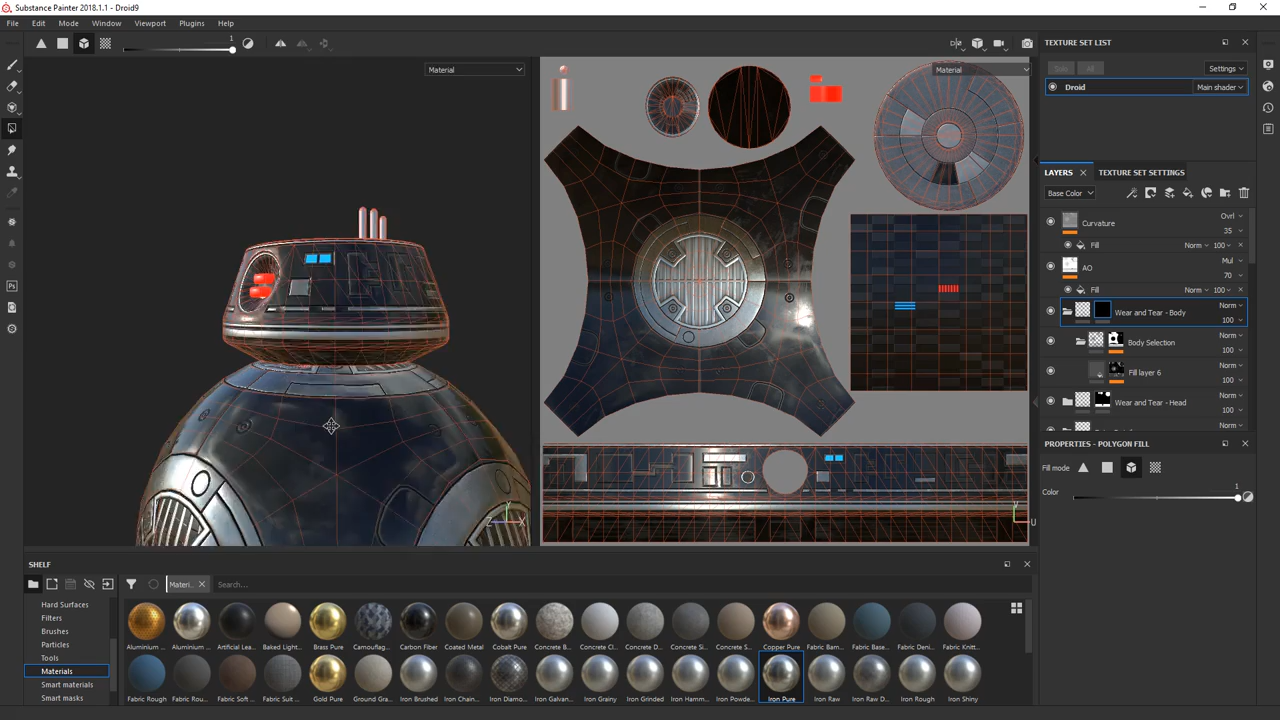 Substance Painter 2018.1.1 - Droid9
File Edit Mode Window Viewport Plugins Help
1
Material
Material
TEXTURE SET LIST
Solo All Settings
Droid Main shader
LAYERS TEXTURE SET SETTINGS
Base Color
Curvature Ovrl 35
Fill Norm 100
AO Mul 70
Fill Norm 100
Wear and Tear - Body Norm 100
Body Selection Norm 100
Fill layer 6 Norm 100
Wear and Tear - Head Norm 100
Norm
PROPERTIES - POLYGON FILL
Fill mode
Color 1
Z Y X
Y U
SHELF
Materi... Search...
Hard Surfaces
Filters
Brushes
Particles
Tools
Materials
Smart materials
Smart masks
Aluminium ... Aluminium ... Artificial Lea... Baked Light... Brass Pure Camouflag... Carbon Fiber Coated Metal Cobalt Pure Concrete B... Concrete Cl... Concrete D... Concrete Si... Concrete S... Copper Pure Fabric Bam... Fabric Base... Fabric Deni... Fabric Knitt...
Fabric Rough Fabric Rou... Fabric Soft ... Fabric Suit ... Gold Pure Ground Gra... Iron Brushed Iron Chain... Iron Diamo... Iron Galvan... Iron Grainy Iron Grinded Iron Hamm... Iron Powde... Iron Pure Iron Raw Iron Raw D... Iron Rough Iron Shiny